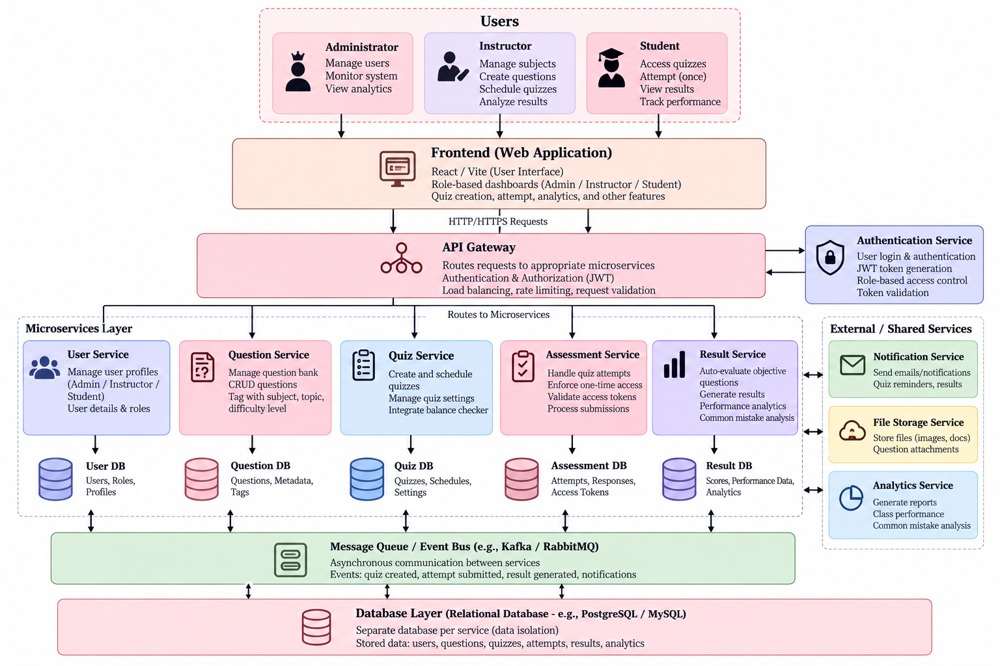 Users
Administrator
Manage users
Monitor system
View analytics
Instructor
Manage subjects
Create questions
Schedule quizzes
Analyze results
Student
Access quizzes
Attempt (once)
View results
Track performance
Frontend (Web Application)
React / Vite (User Interface)
Role-based dashboards (Admin / Instructor / Student)
Quiz creation, attempt, analytics, and other features
HTTP/HTTPS Requests
API Gateway
Routes requests to appropriate microservices
Authentication & Authorization (JWT)
Load balancing, rate limiting, request validation
Authentication Service
User login & authentication
JWT token generation
Role-based access control
Token validation
Routes to Microservices
Microservices Layer
User Service
Manage user profiles
(Admin / Instructor /
Student)
User details & roles
Question Service
Manage question bank
CRUD questions
Tag with subject, topic,
difficulty level
Quiz Service
Create and schedule
quizzes
Manage quiz settings
Integrate balance checker
Assessment Service
Handle quiz attempts
Enforce one-time access
Validate access tokens
Process submissions
Result Service
Auto-evaluate objective
questions
Generate results
Performance analytics
Common mistake analysis
External / Shared Services
Notification Service
Send emails/notifications
Quiz reminders, results
File Storage Service
Store files (images, docs)
Question attachments
Analytics Service
Generate reports
Class performance
Common mistake analysis
User DB
Users, Roles,
Profiles
Question DB
Questions, Metadata,
Tags
Quiz DB
Quizzes, Schedules,
Settings
Assessment DB
Attempts, Responses,
Access Tokens
Result DB
Scores, Performance Data,
Analytics
Message Queue / Event Bus (e.g., Kafka / RabbitMQ)
Asynchronous communication between services
Events: quiz created, attempt submitted, result generated, notifications
Database Layer (Relational Database - e.g., PostgreSQL / MySQL)
Separate database per service (data isolation)
Stored data: users, questions, quizzes, attempts, results, analytics